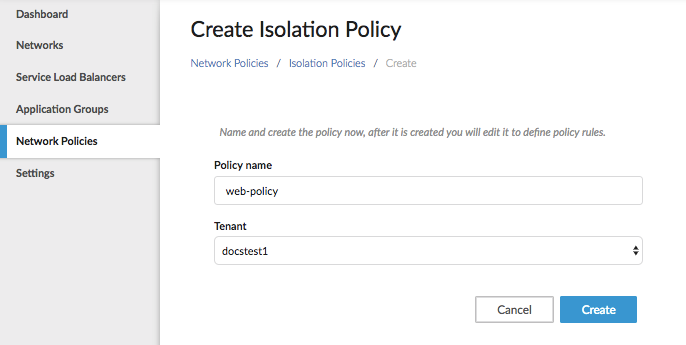 Dashboard
Networks
Service Load Balancers
Application Groups
Network Policies
Settings
Create Isolation Policy
Network Policies / Isolation Policies / Create
Name and create the policy now, after it is created you will edit it to define policy rules.
Policy name
web-policy
Tenant
docstest1
Cancel Create